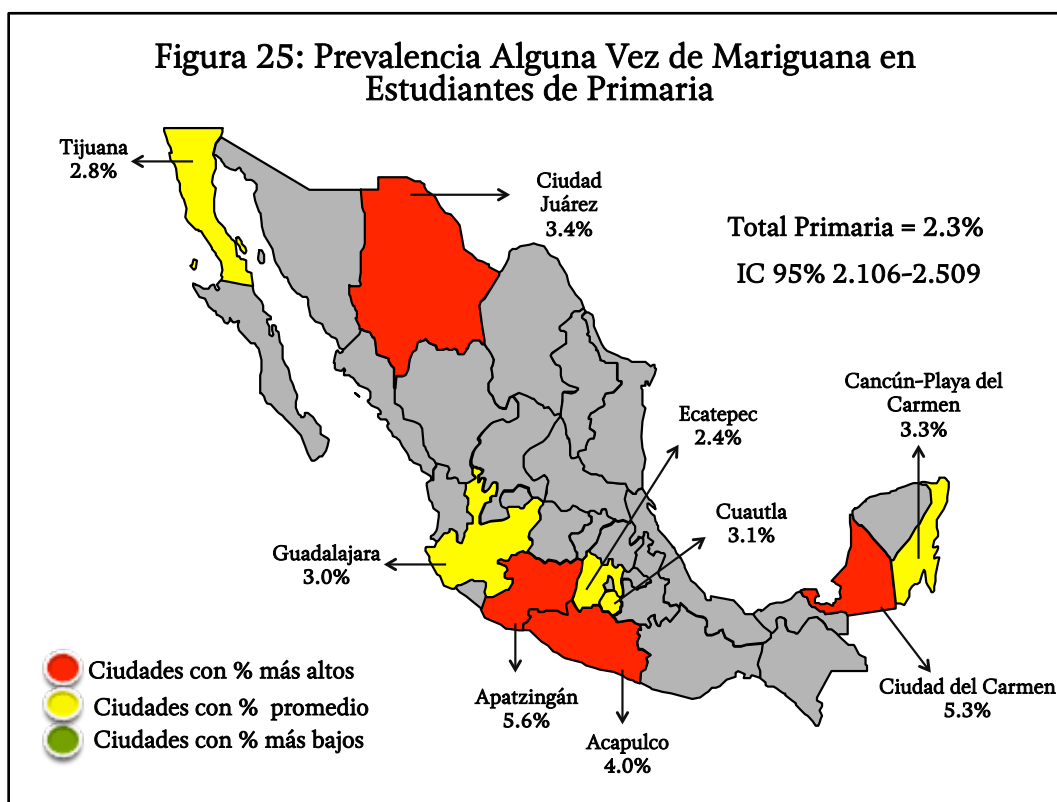 Figura 25: Prevalencia Alguna Vez de Mariguana en
Estudiantes de Primaria
Tijuana
2.8%
Ciudad
Juárez
3.4%
Total Primaria = 2.3%
IC 95% 2.106-2.509
Cancún-Playa del
Carmen
3.3%
Ecatepec
2.4%
Cuautla
3.1%
Guadalajara
3.0%
Ciudades con % más altos
Ciudades con % promedio
Ciudades con % más bajos
Apatzingán
5.6%
Acapulco
4.0%
Ciudad del Carmen
5.3%